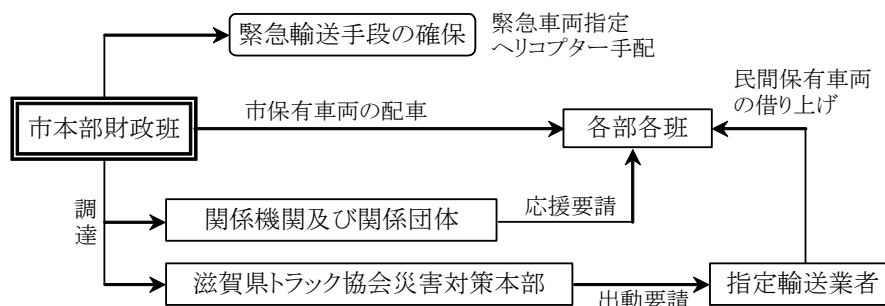 緊急輸送手段の確保
緊急車両指定
ヘリコプター手配
民間保有車両
の借り上げ
市本部財政班
市保有車両の配車
各部各班
調
達
関係機関及び関係団体
応援要請
滋賀県トラック協会災害対策本部
出動要請
指定輸送業者